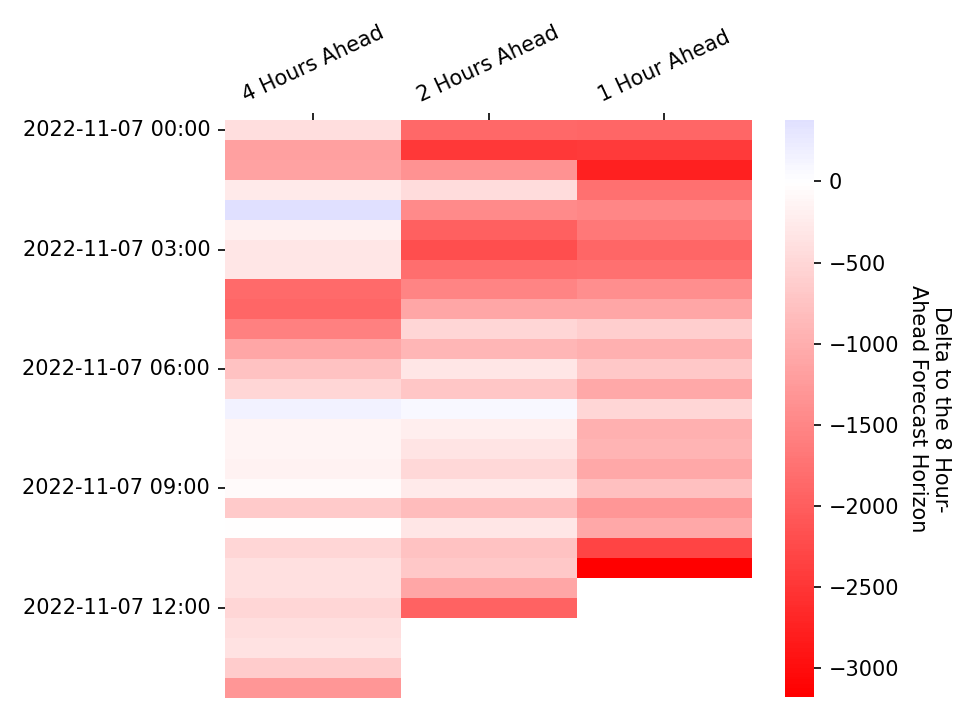 4 Hours Ahead
2 Hours Ahead
1 Hour Ahead
2022-11-07 00:00
2022-11-07 03:00
2022-11-07 06:00
2022-11-07 09:00
2022-11-07 12:00
0
−500
−1000
−1500
−2000
−2500
−3000
Delta to the 8 Hour-
Ahead Forecast Horizon